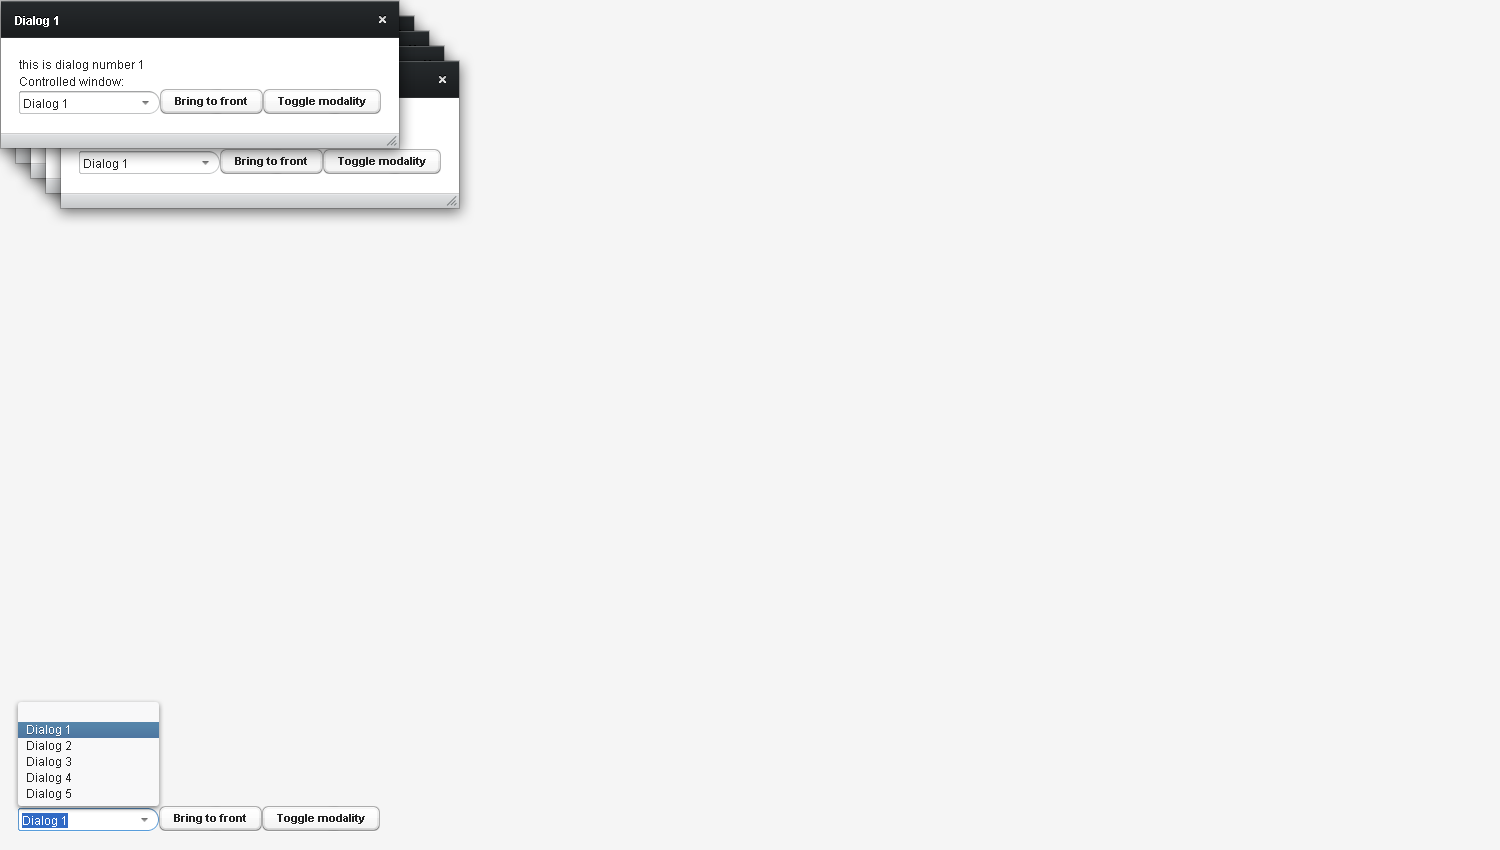 Dialog 1
this is dialog number 1
Controlled window:
Dialog 1 Bring to front Toggle modality
Dialog 1 Bring to front Toggle modality
Dialog 1
Dialog 2
Dialog 3
Dialog 4
Dialog 5
Dialog 1 Bring to front Toggle modality